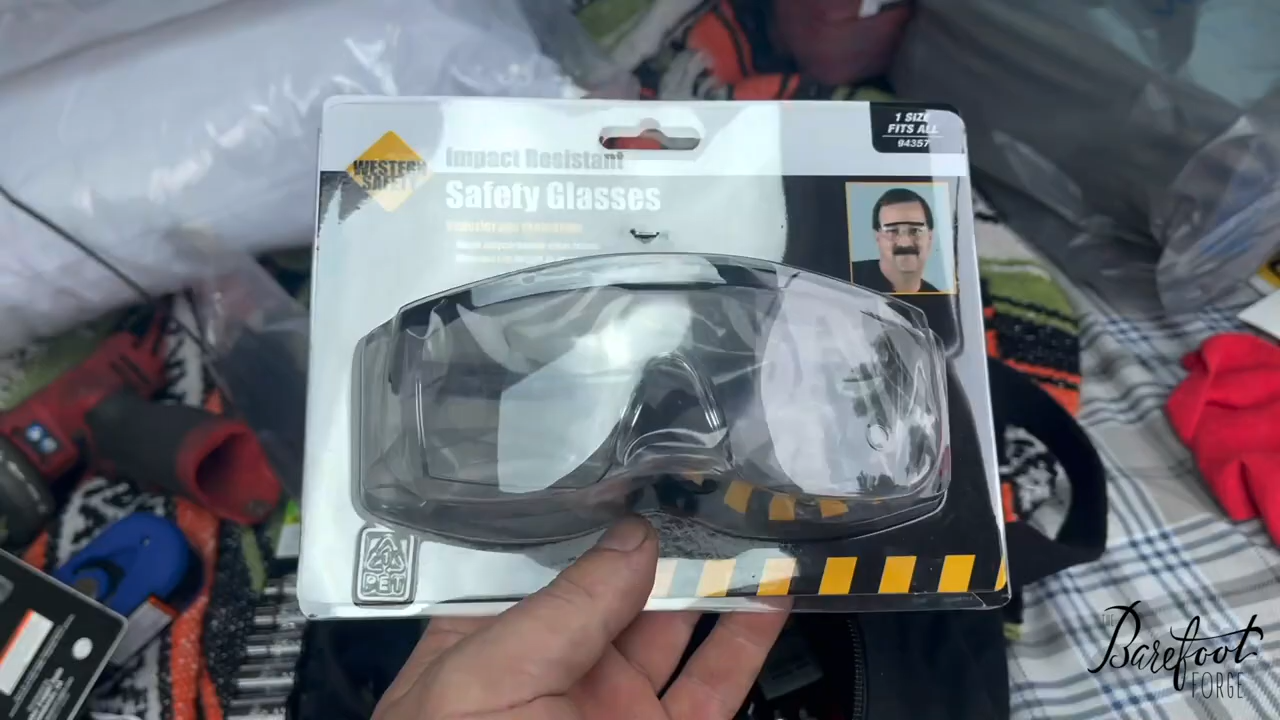 1 SIZE
FITS ALL
94357
WESTERN
SAFETY
Impact Resistant
Safety Glasses
PET
THE
Barefoot
FORGE